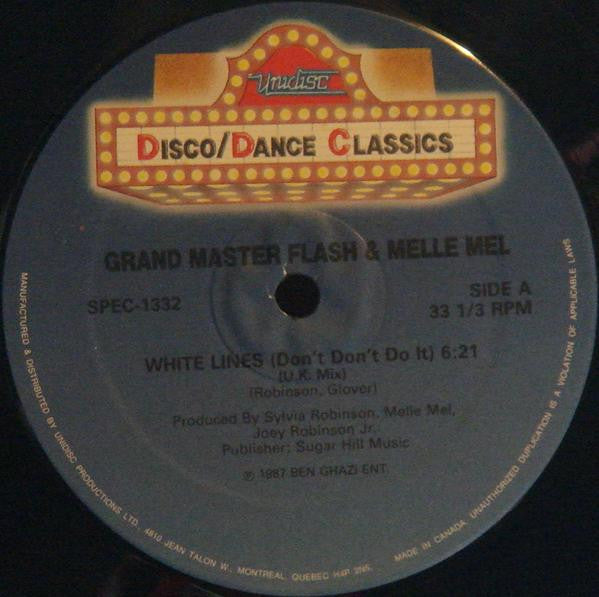 Unidisc
DISCO/DANCE CLASSICS
GRAND MASTER FLASH & MELLE MEL
SPEC-1332
SIDE A
33 1/3 RPM
WHITE LINES (Don't Don't Do It) 6:21
(U.K. Mix)
(Robinson, Glover)
Produced By Sylvia Robinson, Melle Mel,
Joey Robinson Jr.
Publisher: Sugar Hill Music
℗ 1987 BEN GHAZI ENT.
MANUFACTURED & DISTRIBUTED BY UNIDISC PRODUCTIONS LTD., 4810 JEAN TALON W., MONTREAL, QUEBEC H4P 2N5. MADE IN CANADA. UNAUTHORIZED DUPLICATION IS A VIOLATION OF APPLICABLE LAWS